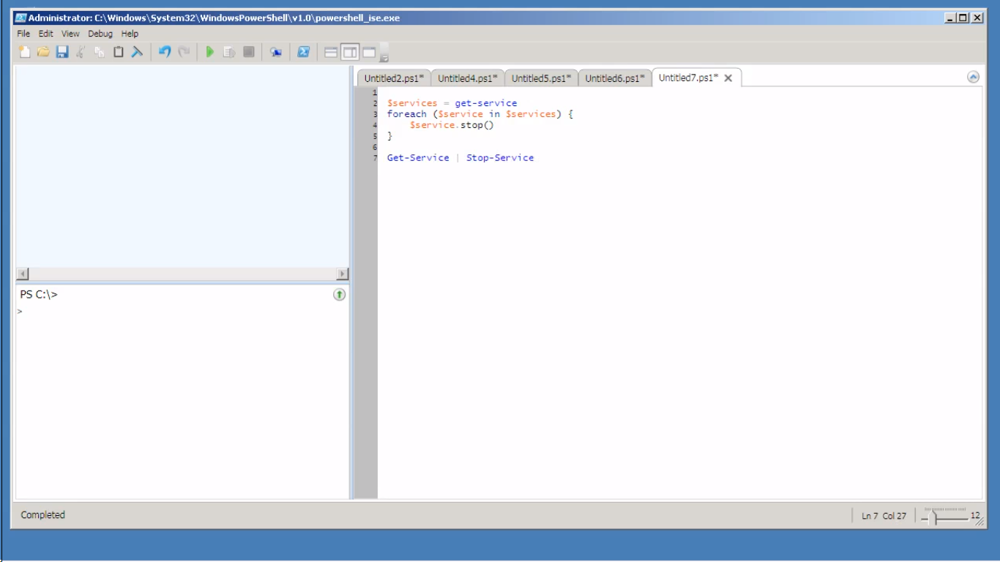 Administrator: C:\Windows\System32\WindowsPowerShell\v1.0\powershell_ise.exe
File Edit View Debug Help
Untitled2.ps1* Untitled4.ps1* Untitled5.ps1* Untitled6.ps1* Untitled7.ps1*
1
2 $services = get-service
3 foreach ($service in $services) {
4     $service.stop()
5 }
6
7 Get-Service | Stop-Service
PS C:\>
>
Completed
Ln 7 Col 27
12